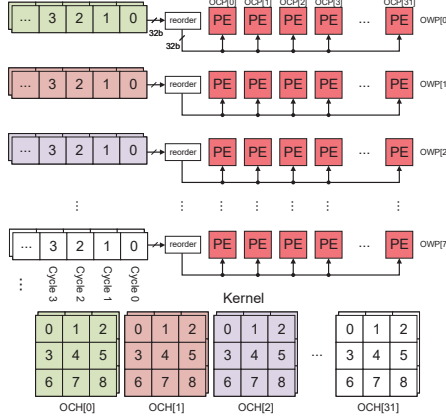 OCP[0] OCP[1] OCP[2] OCP[3] OCP[31]
... 3 2 1 0 32b reorder PE PE PE PE ... PE OWP[0
32b
... 3 2 1 0 reorder PE PE PE PE ... PE OWP[1
... 3 2 1 0 reorder PE PE PE PE ... PE OWP[2
... 3 2 1 0 reorder PE PE PE PE ... PE OWP[7
... Cycle 3 Cycle 2 Cycle 1 Cycle 0
Kernel
0 1 2 0 1 2 0 1 2 0 1 2
3 4 5 3 4 5 3 4 5 ... 3 4 5
6 7 8 6 7 8 6 7 8 6 7 8
OCH[0] OCH[1] OCH[2] OCH[31]